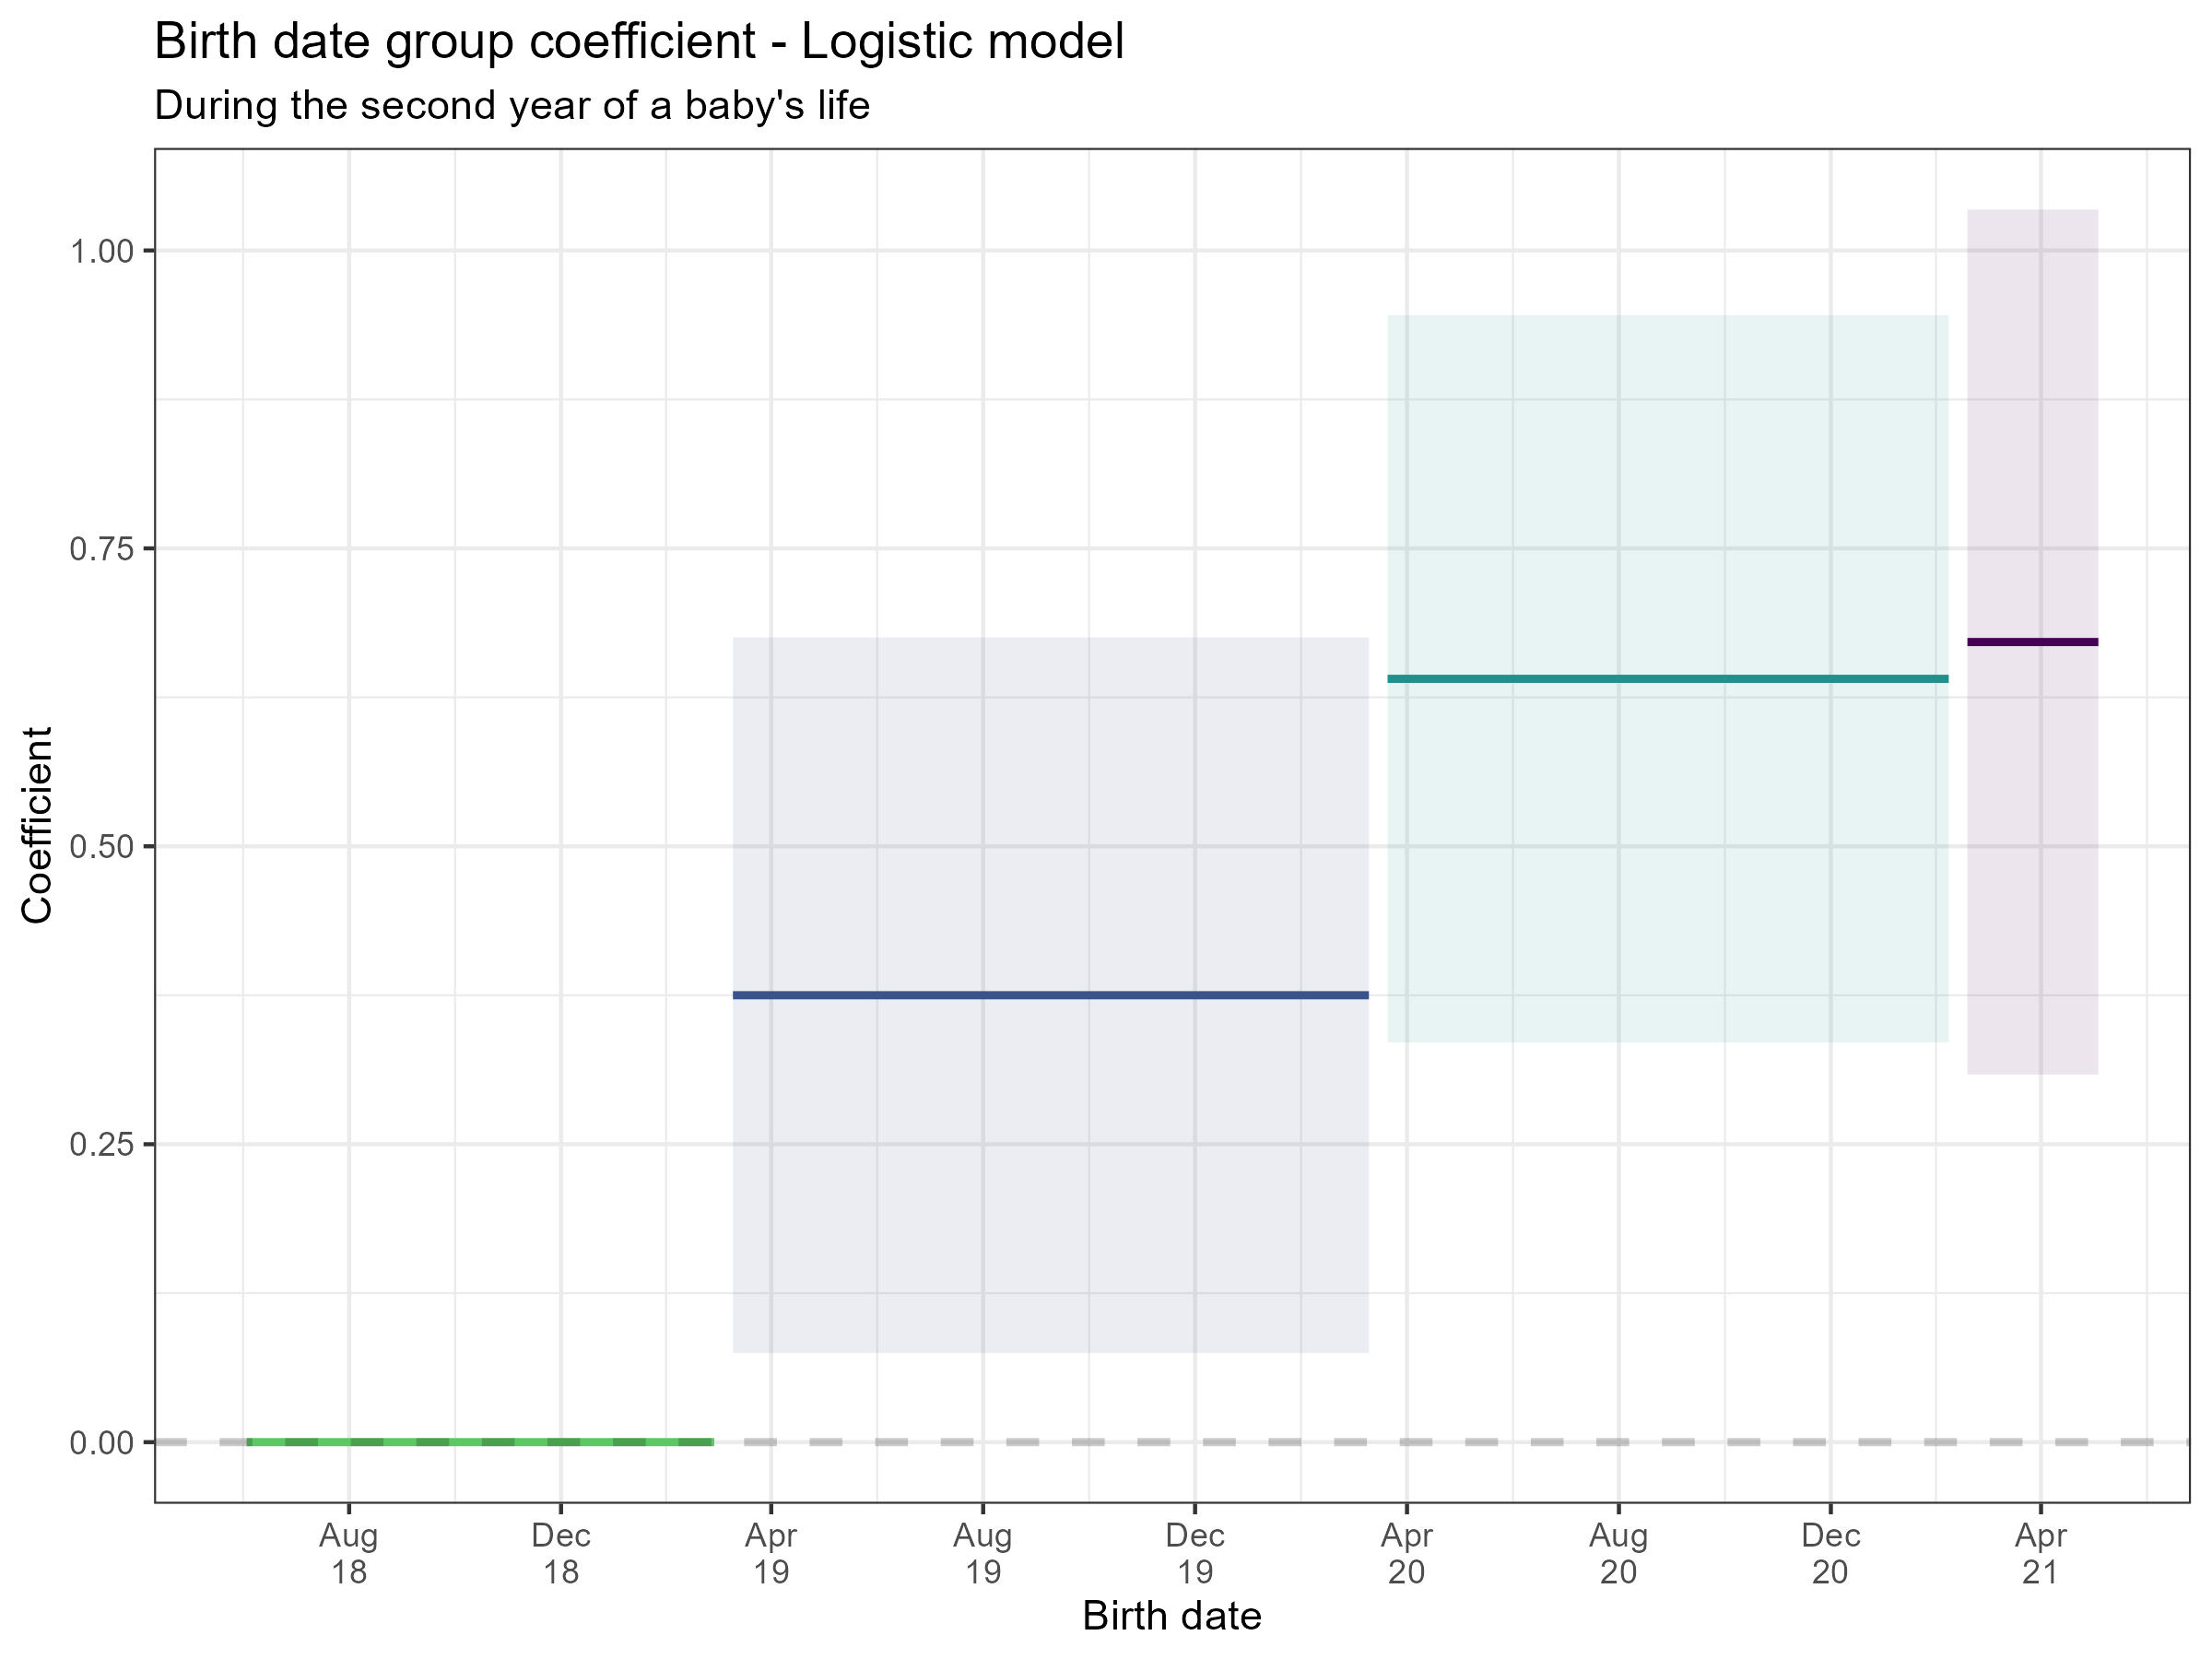 Birth date group coefficient - Logistic model
During the second year of a baby's life
Coefficient
1.00
0.75
0.50
0.25
0.00
Aug Dec Apr Aug Dec Apr Aug Dec Apr
18 18 19 19 19 20 20 20 21
Birth date